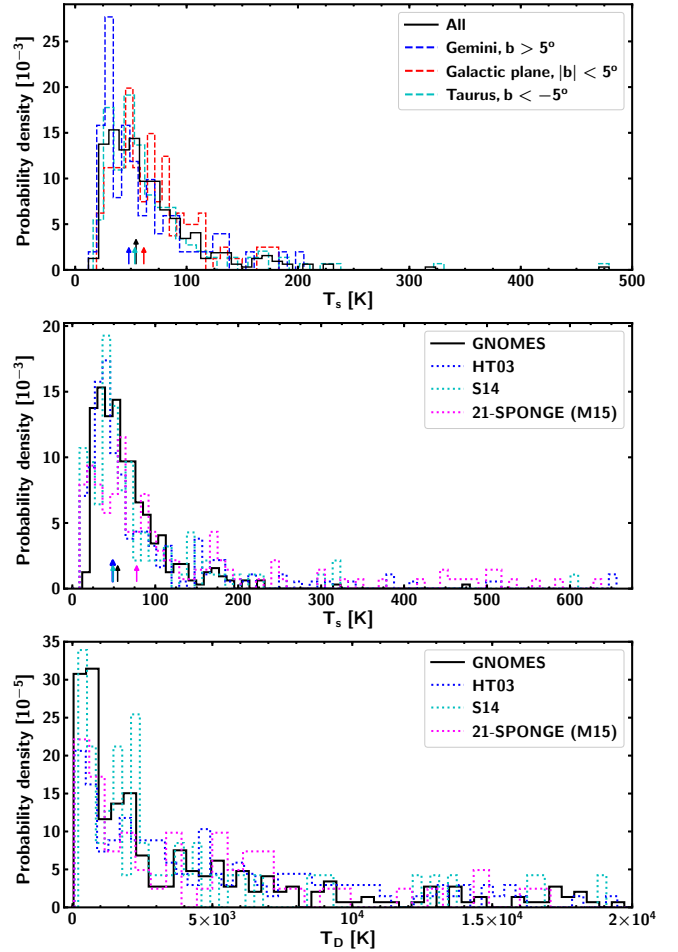 All
Gemini, b > 5°
Galactic plane, |b| < 5°
Taurus, b < −5°
Probability density [10⁻³]
25
20
15
10
5
0
0 100 200 300 400 500
T_s [K]
GNOMES
HT03
S14
21-SPONGE (M15)
Probability density [10⁻³]
20
15
10
5
0
0 100 200 300 400 500 600
T_s [K]
GNOMES
HT03
S14
21-SPONGE (M15)
Probability density [10⁻⁵]
35
30
25
20
15
10
5
0
0 5×10³ 10⁴ 1.5×10⁴ 2×10⁴
T_D [K]